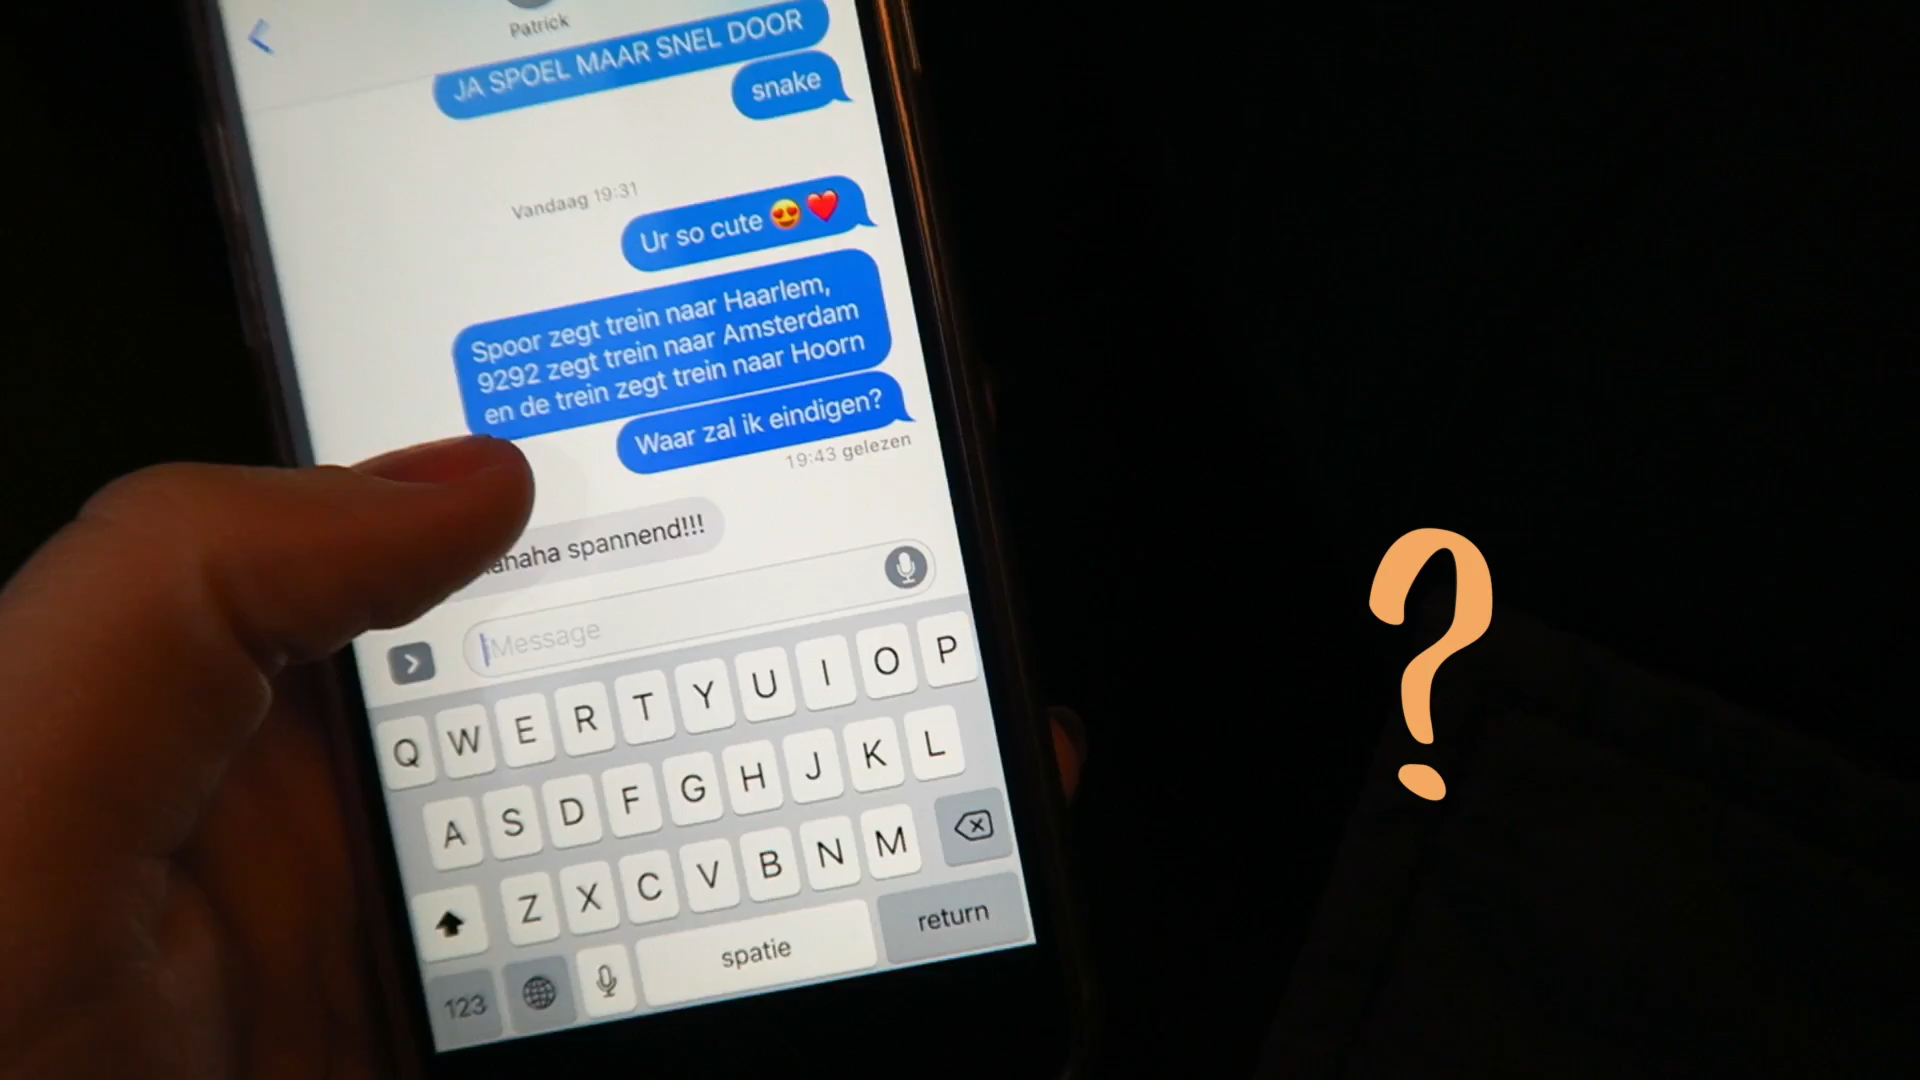 Patrick
JA SPOEL MAAR SNEL DOOR
snake
Vandaag 19:31
Ur so cute 😍❤️
Spoor zegt trein naar Haarlem,
9292 zegt trein naar Amsterdam
en de trein zegt trein naar Hoorn
Waar zal ik eindigen?
19:43 gelezen
ahaha spannend!!!
iMessage
Q W E R T Y U I O P
A S D F G H J K L
Z X C V B N M
123 spatie return
?